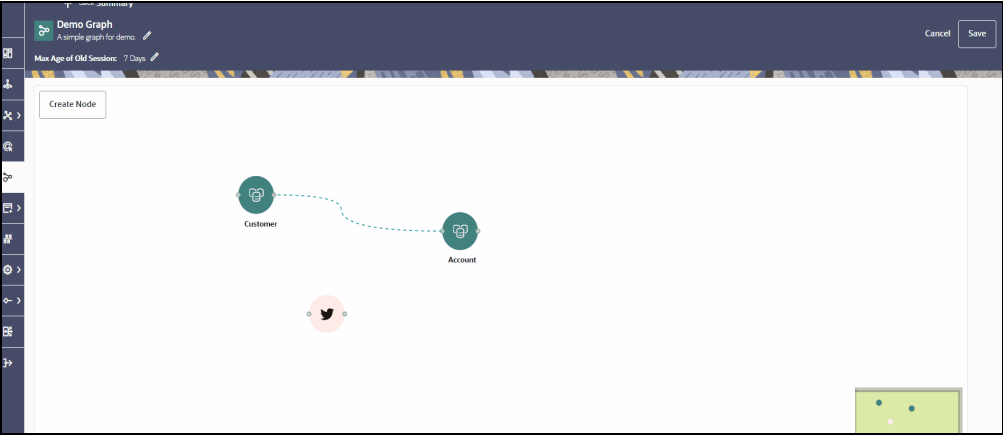 Summary
Demo Graph
A simple graph for demo.
Cancel
Save
Max Age of Old Session: 7 Days
Create Node
Customer
Account